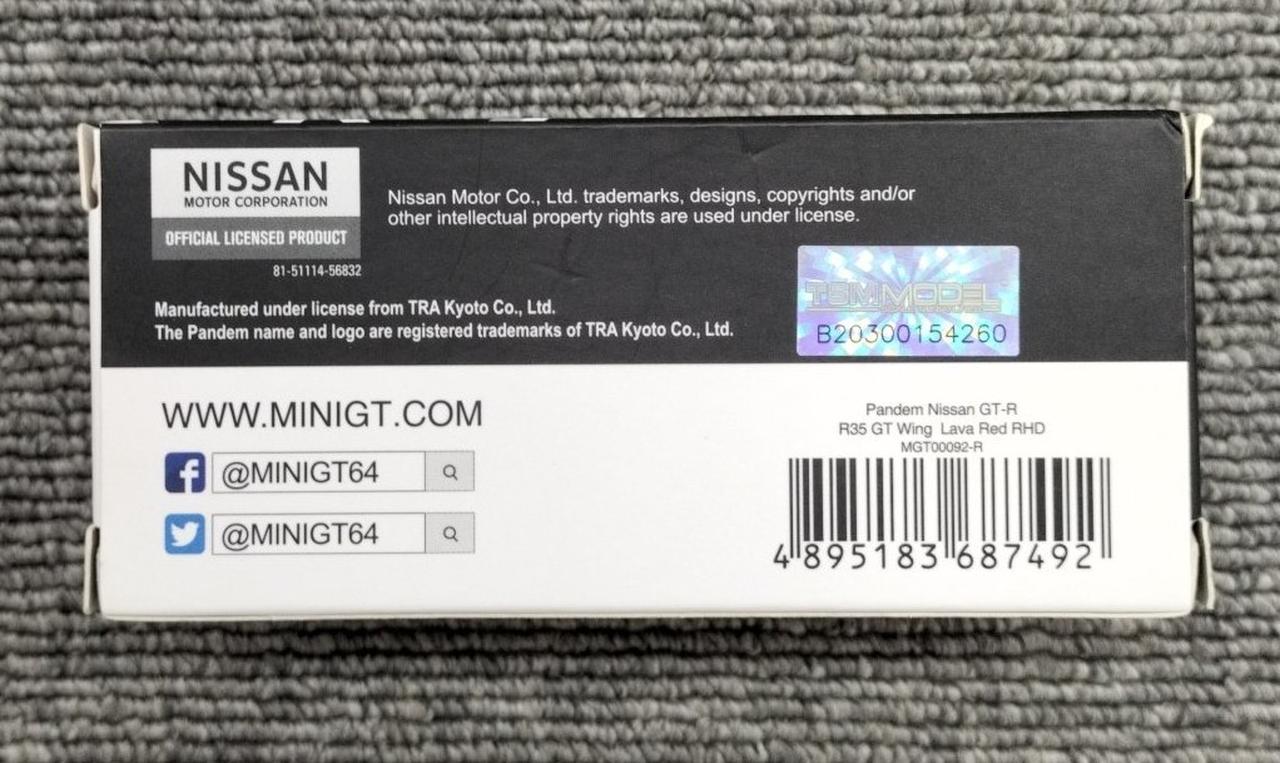 NISSAN
MOTOR CORPORATION
OFFICIAL LICENSED PRODUCT
81-51114-56832
Nissan Motor Co., Ltd. trademarks, designs, copyrights and/or
other intellectual property rights are used under license.
Manufactured under license from TRA Kyoto Co., Ltd.
The Pandem name and logo are registered trademarks of TRA Kyoto Co., Ltd.
TSMMODEL
B20300154260
WWW.MINIGT.COM
@MINIGT64
@MINIGT64
Pandem Nissan GT-R
R35 GT Wing Lava Red RHD
MGT00092-R
4 895183 687492